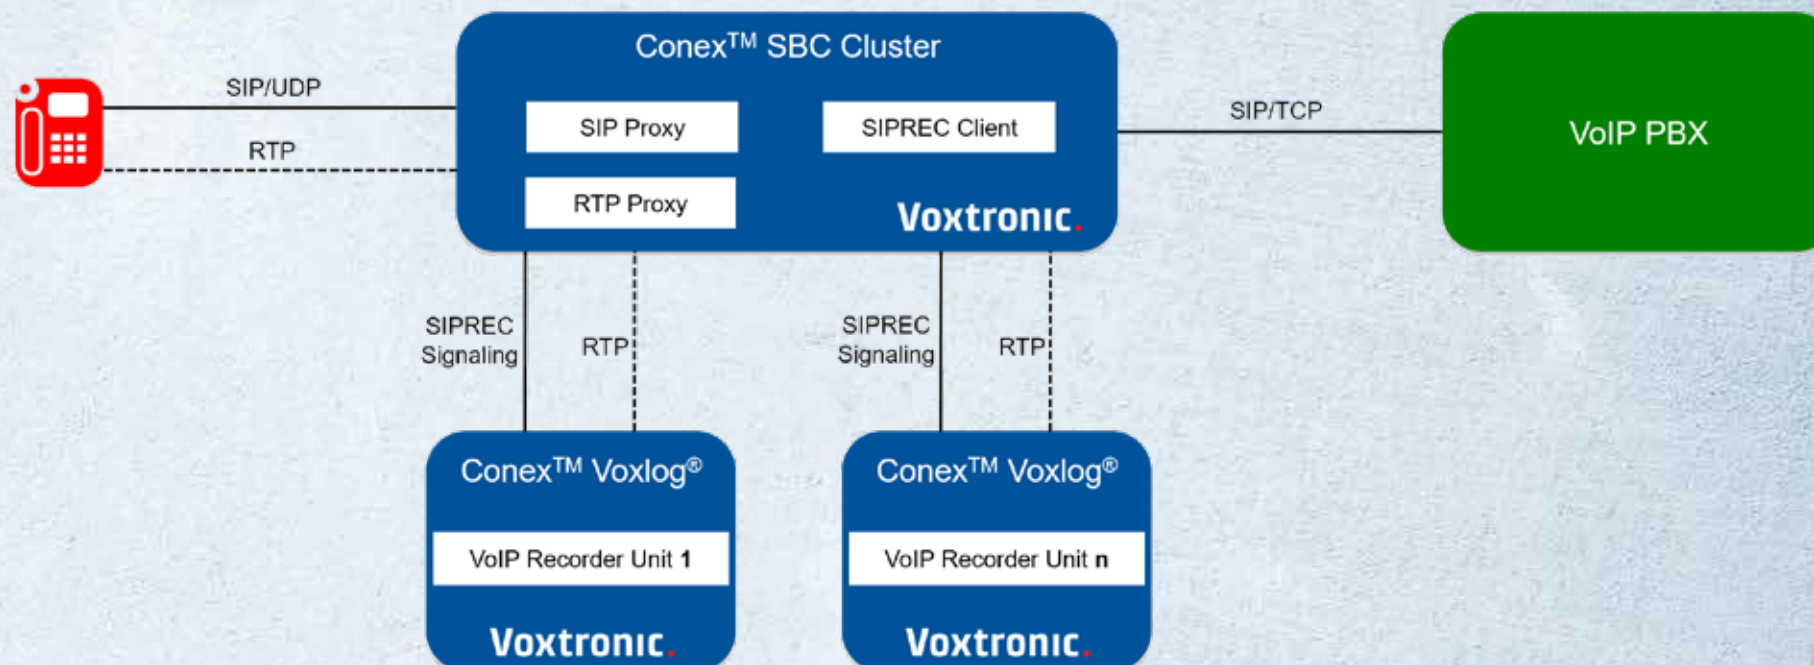 Conex™ SBC Cluster
SIP/UDP
RTP
SIP Proxy
SIPREC Client
RTP Proxy
Voxtronic.
SIP/TCP
VoIP PBX
SIPREC
Signaling
RTP
SIPREC
Signaling
RTP
Conex™ Voxlog®
VoIP Recorder Unit 1
Voxtronic.
Conex™ Voxlog®
VoIP Recorder Unit n
Voxtronic.